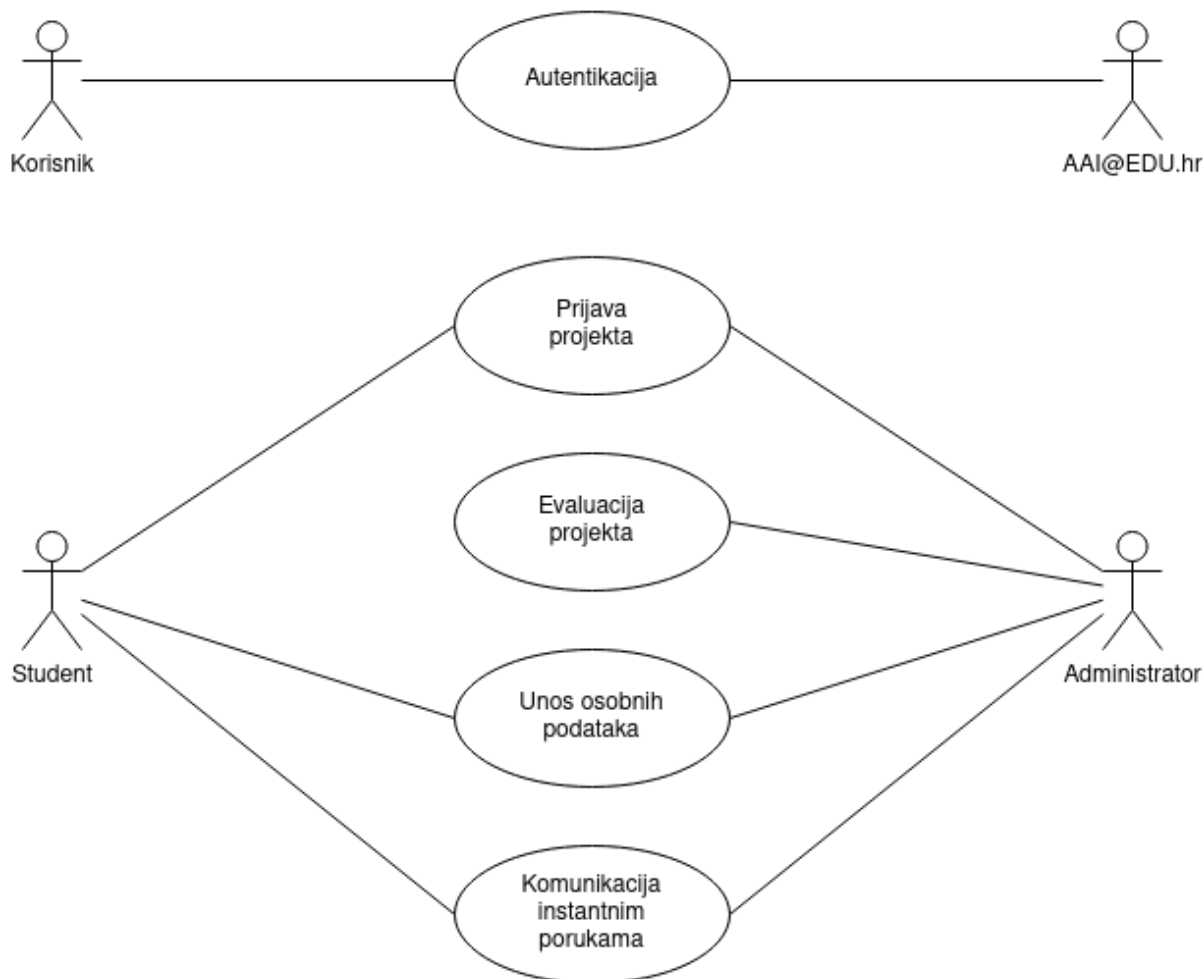 Autentikacija
Korisnik
AAI@EDU.hr
Prijava
projekta
Evaluacija
projekta
Student
Administrator
Unos osobnih
podataka
Komunikacija
instantnim
porukama